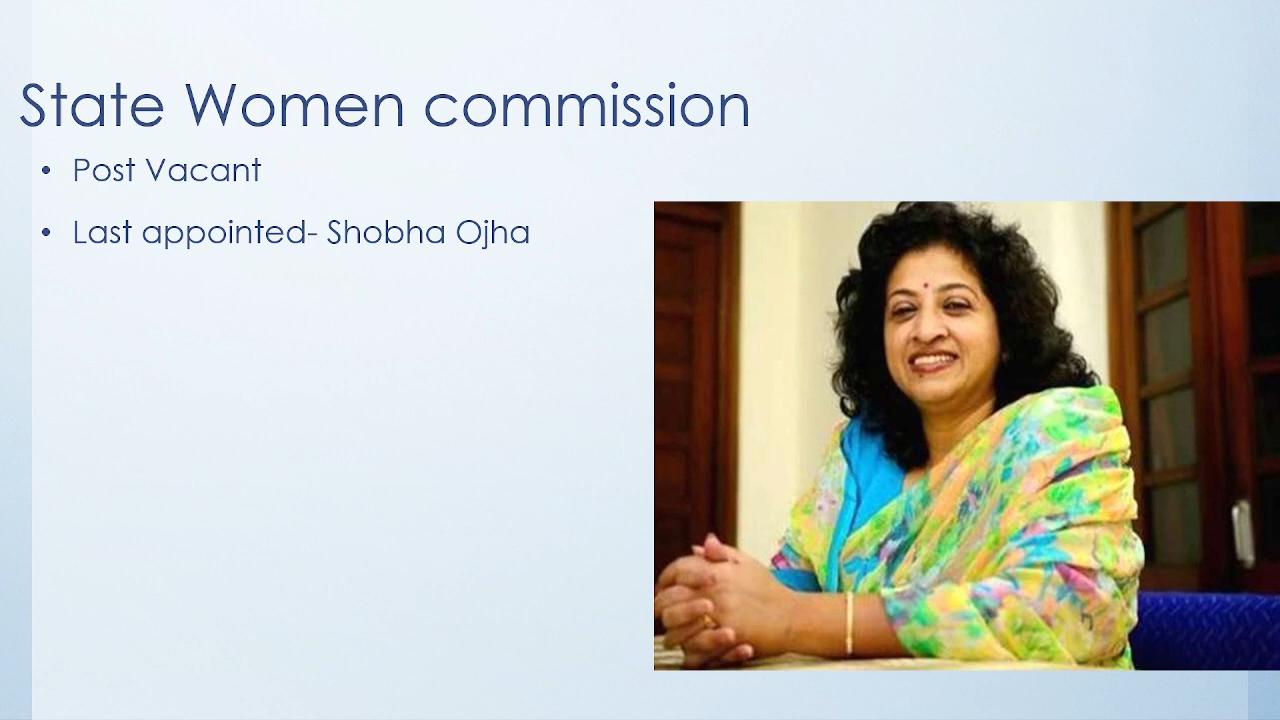 State Women commission
• Post Vacant
• Last appointed- Shobha Ojha